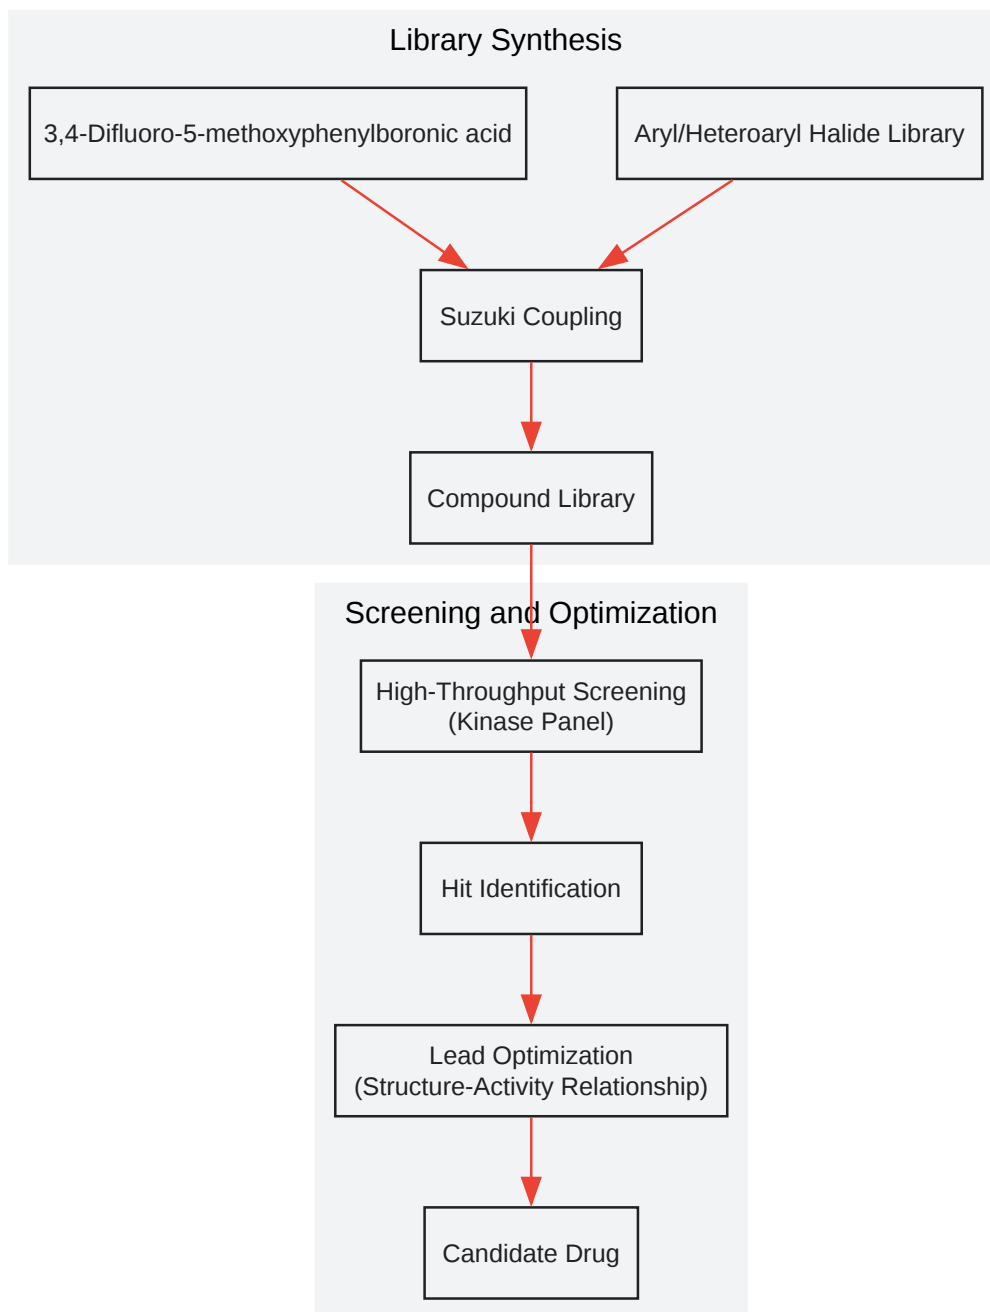 Library Synthesis
3,4-Difluoro-5-methoxyphenylboronic acid
Aryl/Heteroaryl Halide Library
Suzuki Coupling
Compound Library
Screening and Optimization
High-Throughput Screening
(Kinase Panel)
Hit Identification
Lead Optimization
(Structure-Activity Relationship)
Candidate Drug